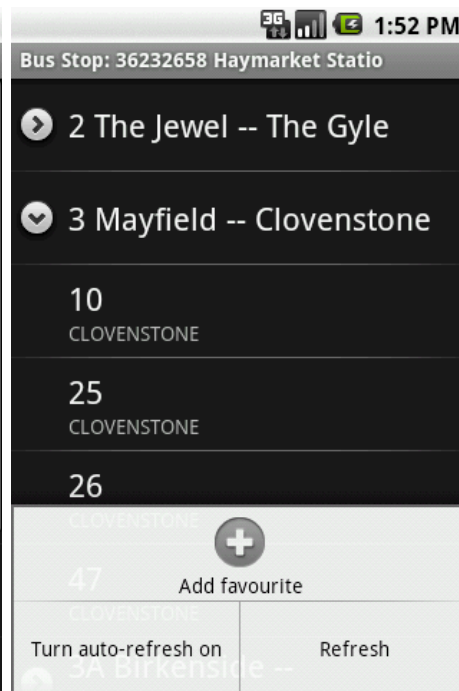 3G 1:52 PM
Bus Stop: 36232658 Haymarket Statio
2 The Jewel -- The Gyle
3 Mayfield -- Clovenstone
10
CLOVENSTONE
25
CLOVENSTONE
26
CLOVENSTONE
Add favourite
47
CLOVENSTONE
Turn auto-refresh on
Refresh
3A Birkenside --